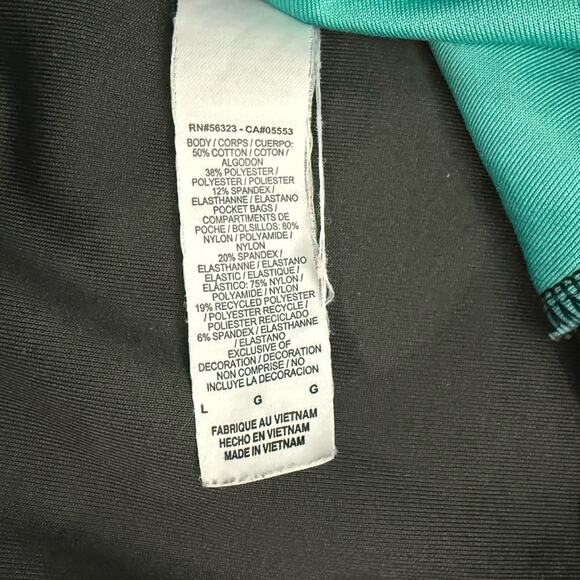 RN#56323 - CA#05553
BODY / CORPS / CUERPO:
50% COTTON / COTON /
ALGODON
38% POLYESTER /
POLYESTER / POLIESTER
12% SPANDEX /
ELASTHANNE / ELASTANO
POCKET BAGS /
COMPARTIMENTS DE
POCHE / BOLSILLOS: 80%
NYLON / POLYAMIDE /
NYLON
20% SPANDEX /
ELASTHANNE / ELASTANO
ELASTIC / ELASTIQUE /
ELÁSTICO: 75% NYLON /
POLYAMIDE / NYLON
19% RECYCLED POLYESTER
/ POLYESTER RECYCLE /
POLIESTER RECICLADO
6% SPANDEX / ELASTHANNE
/ ELASTANO
EXCLUSIVE OF
DECORATION / DECORATION
NON COMPRISE / NO
INCLUYE LA DECORACION
L G G
FABRIQUE AU VIETNAM
HECHO EN VIETNAM
MADE IN VIETNAM